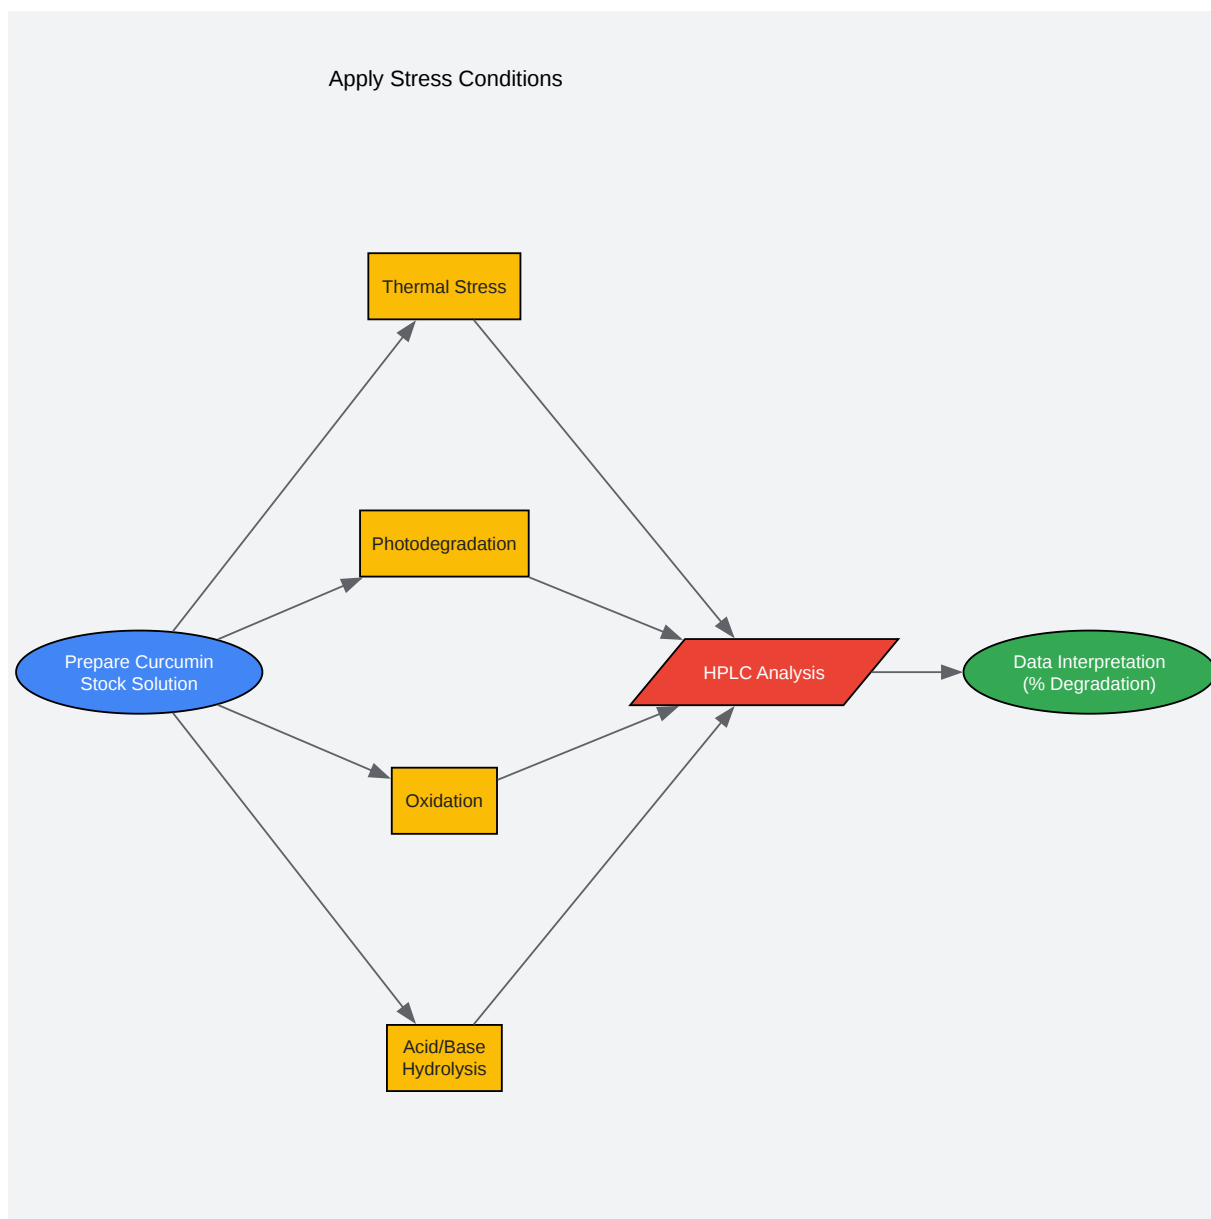 Apply Stress Conditions
Thermal Stress
Photodegradation
Prepare Curcumin
Stock Solution
HPLC Analysis
Data Interpretation
(% Degradation)
Oxidation
Acid/Base
Hydrolysis